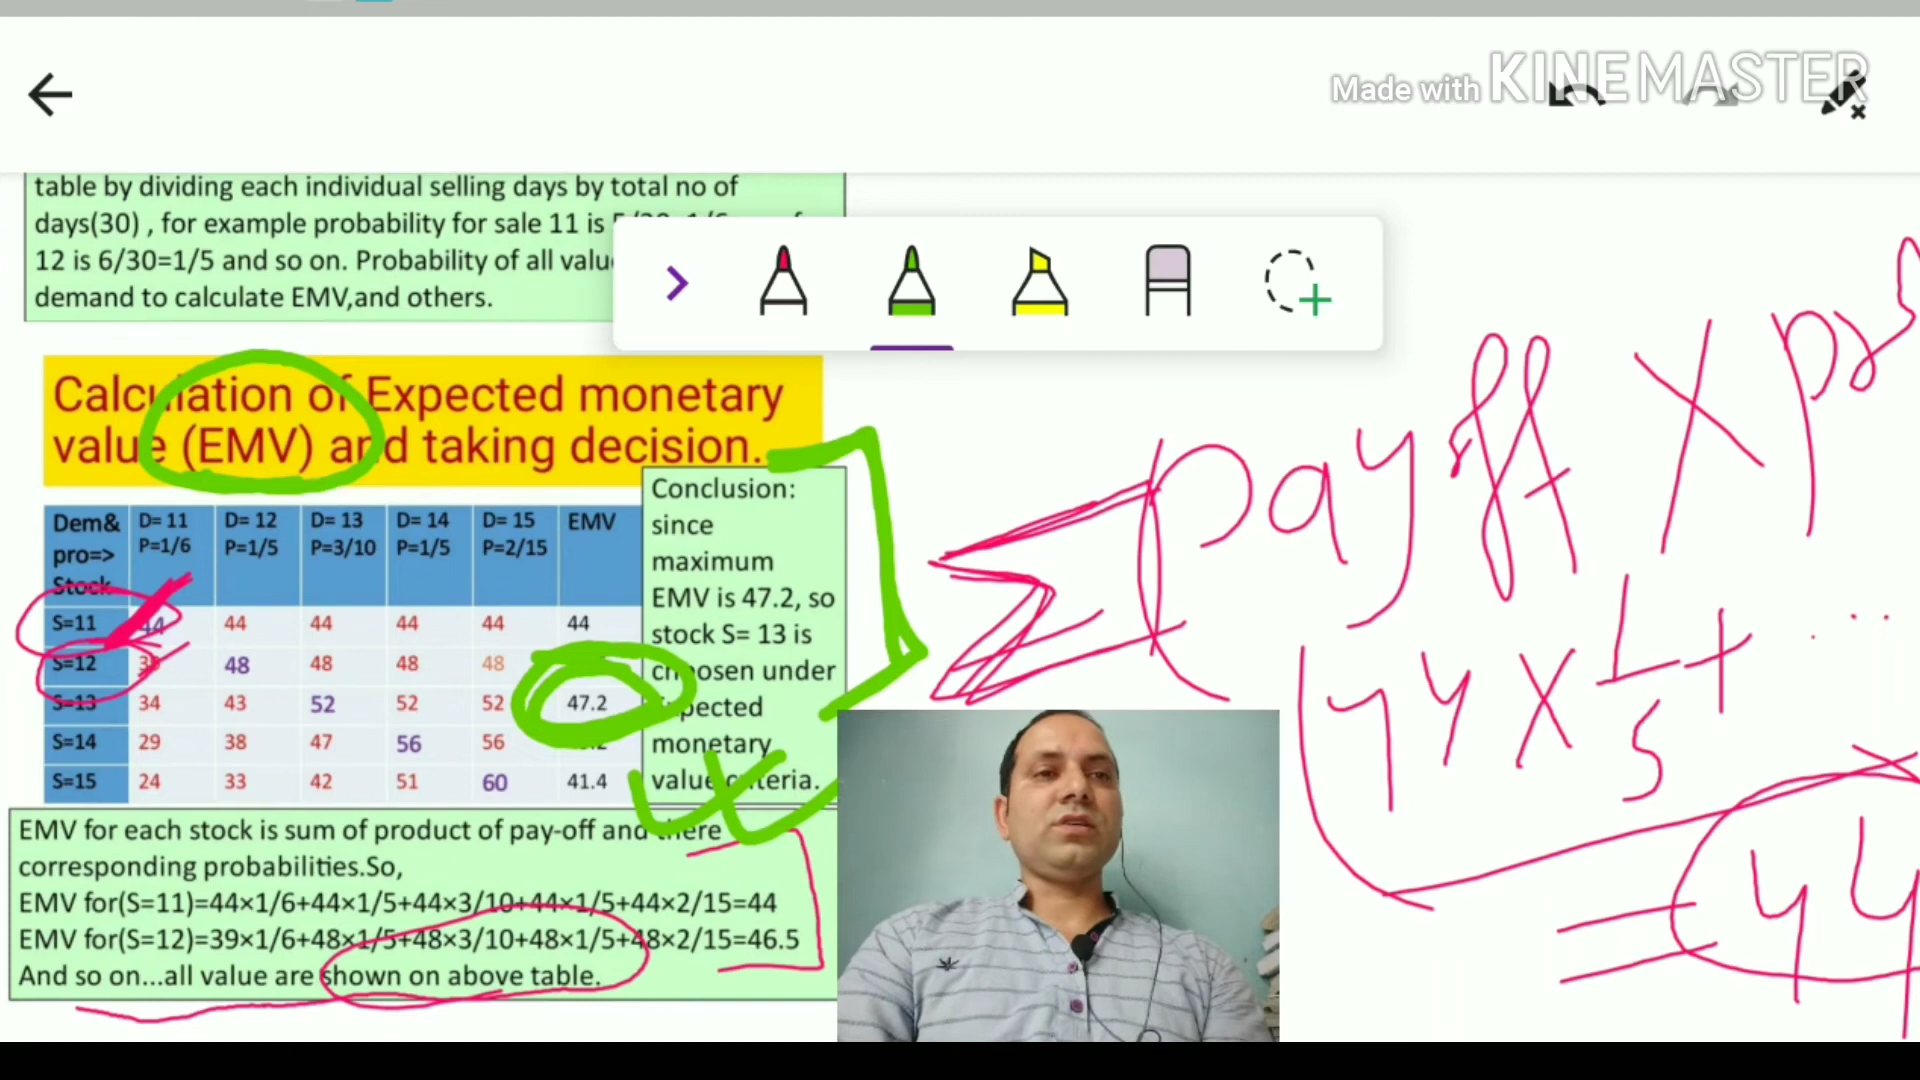 Made with KINEMASTER
table by dividing each individual selling days by total no of
days(30) , for example probability for sale 11 is
12 is 6/30=1/5 and so on. Probability of all
demand to calculate EMV,and others.
Calculation of Expected monetary
value (EMV) and taking decision.
Dem& pro=> Stock D= 11 P=1/6 D= 12 P=1/5 D= 13 P=3/10 D= 14 P=1/5 D= 15 P=2/15 EMV
S=11 44 44 44 44 44 44
S=12 48 48 48 48
S=13 34 43 52 52 52 47.2
S=14 29 38 47 56 56
S=15 24 33 42 51 60 41.4
Conclusion:
since
maximum
EMV is 47.2, so
stock S= 13 is
choosen under
expected
monetary
value criteria.
EMV for each stock is sum of product of pay-off and there
corresponding probabilities.So,
EMV for(S=11)=44×1/6+44×1/5+44×3/10+44×1/5+44×2/15=44
EMV for(S=12)=39×1/6+48×1/5+48×3/10+48×1/5+48×2/15=46.5
And so on...all value are shown on above table.
Σ payff X
44 X 1/5 + ...
= 44